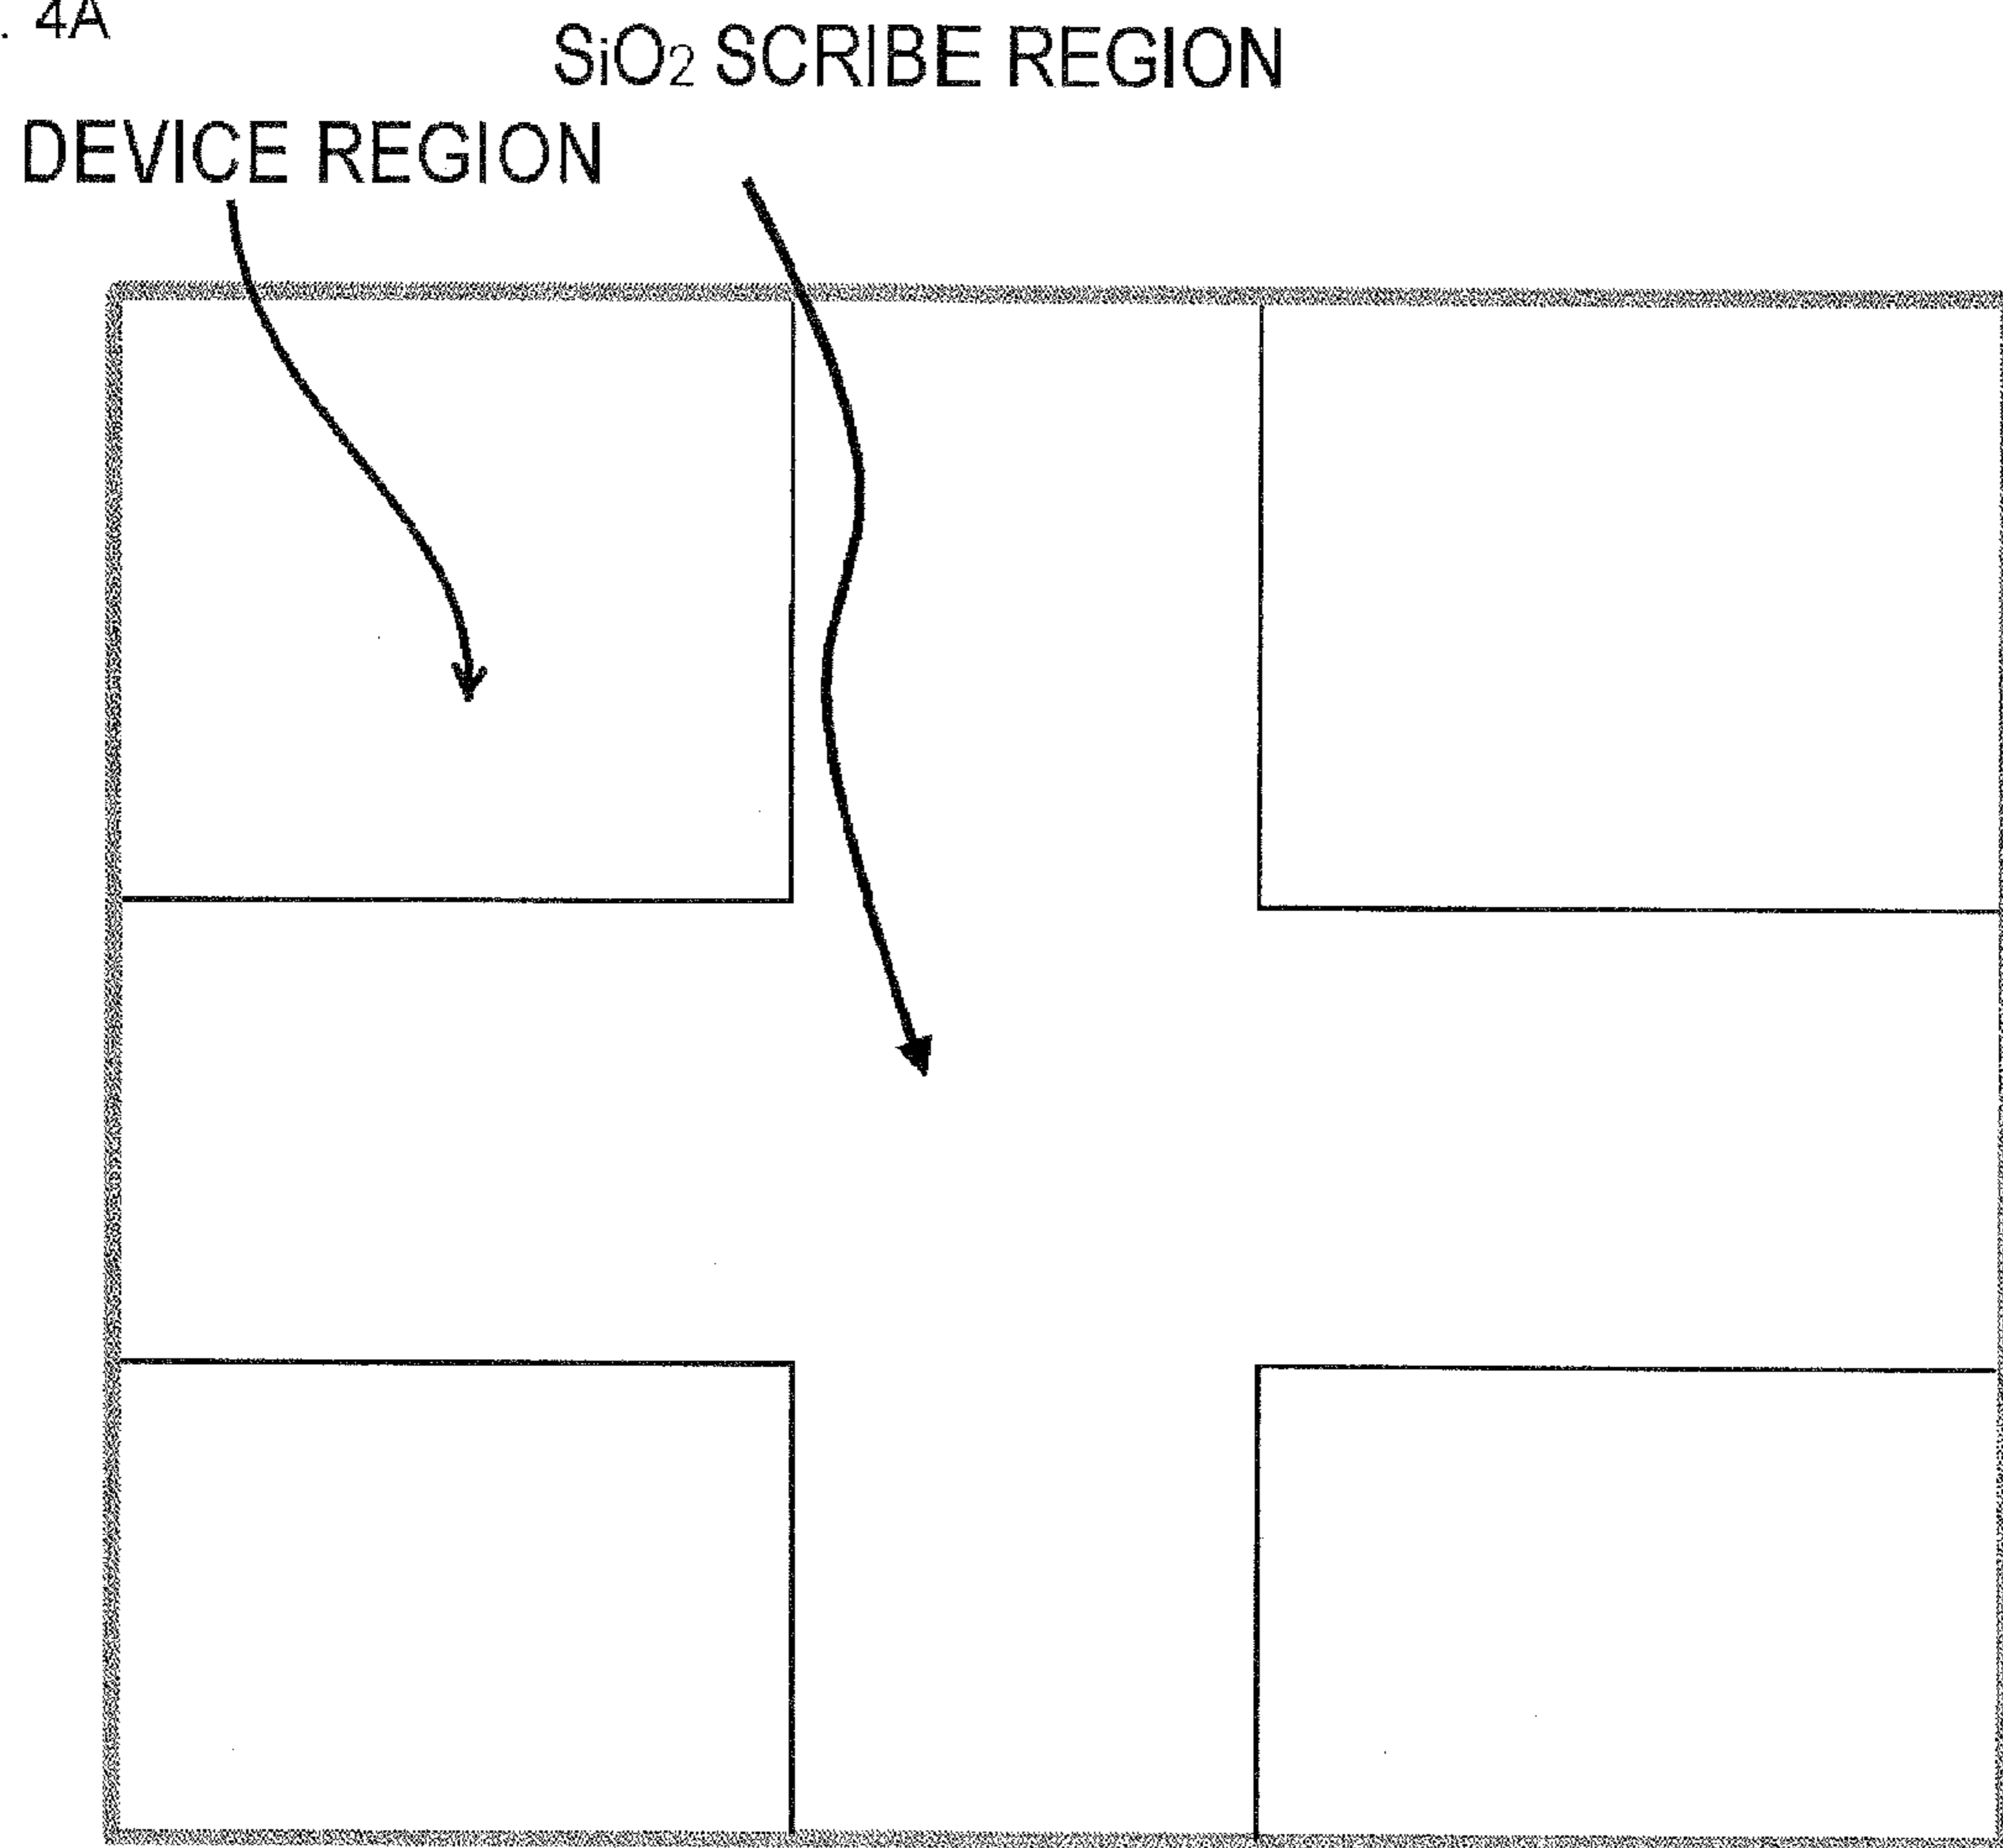 . 4A
SiO₂ SCRIBE REGION
DEVICE REGION